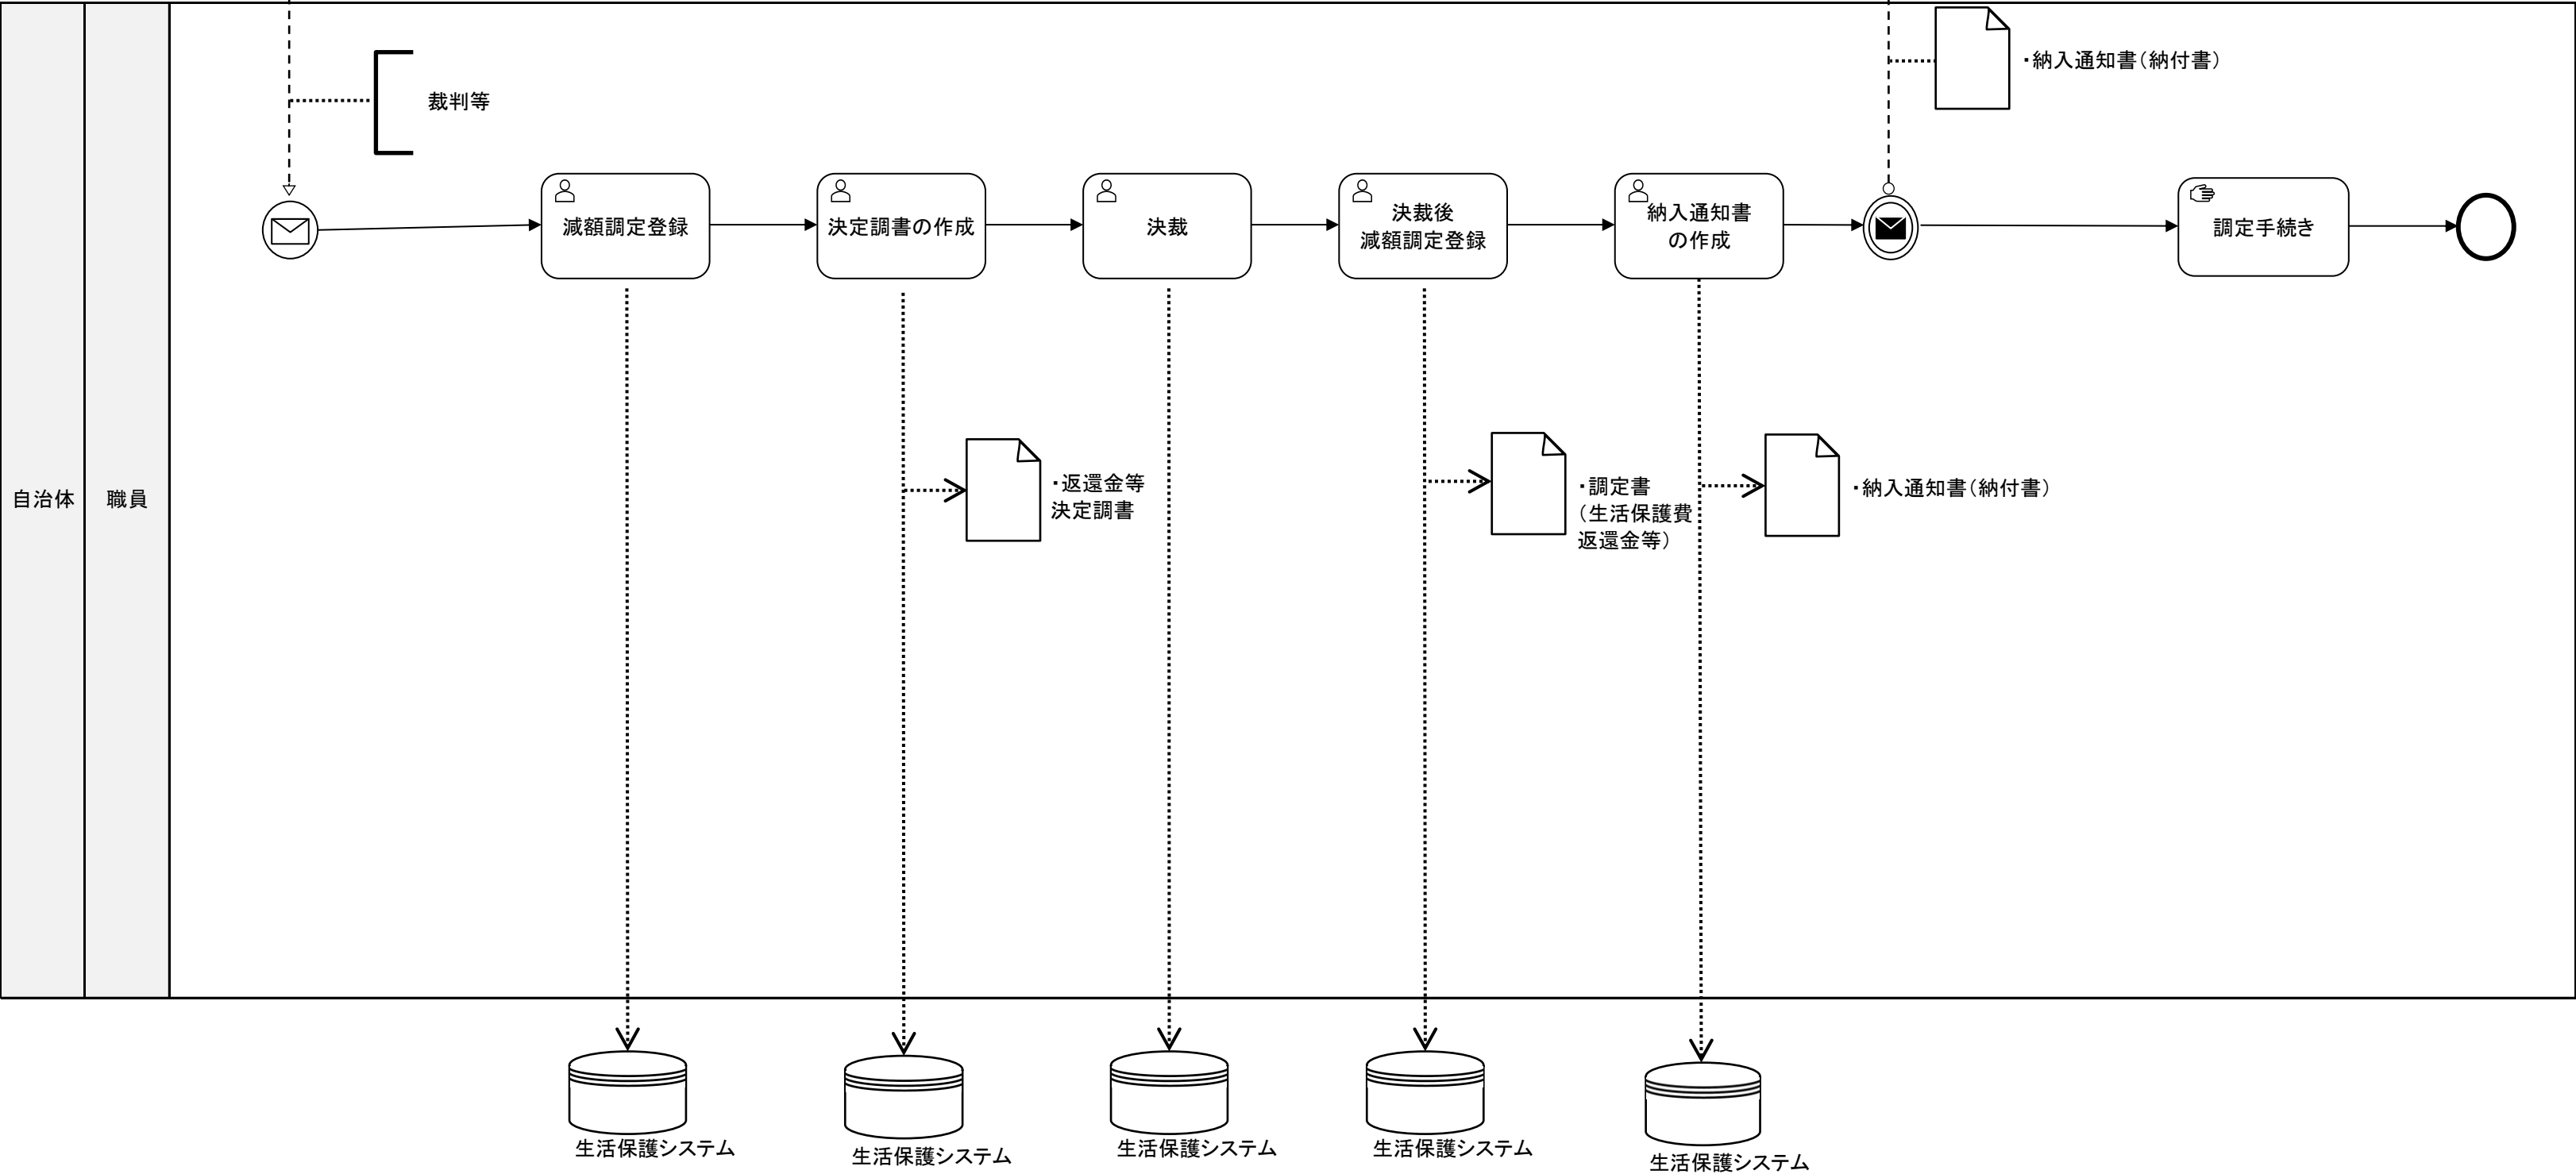 裁判等
・納入通知書（納付書）
減額調定登録
決定調書の作成
決裁
決裁後
減額調定登録
納入通知書
の作成
調定手続き
自治体
職員
・返還金等
決定調書
・調定書
（生活保護費
返還金等）
・納入通知書（納付書）
生活保護システム
生活保護システム
生活保護システム
生活保護システム
生活保護システム